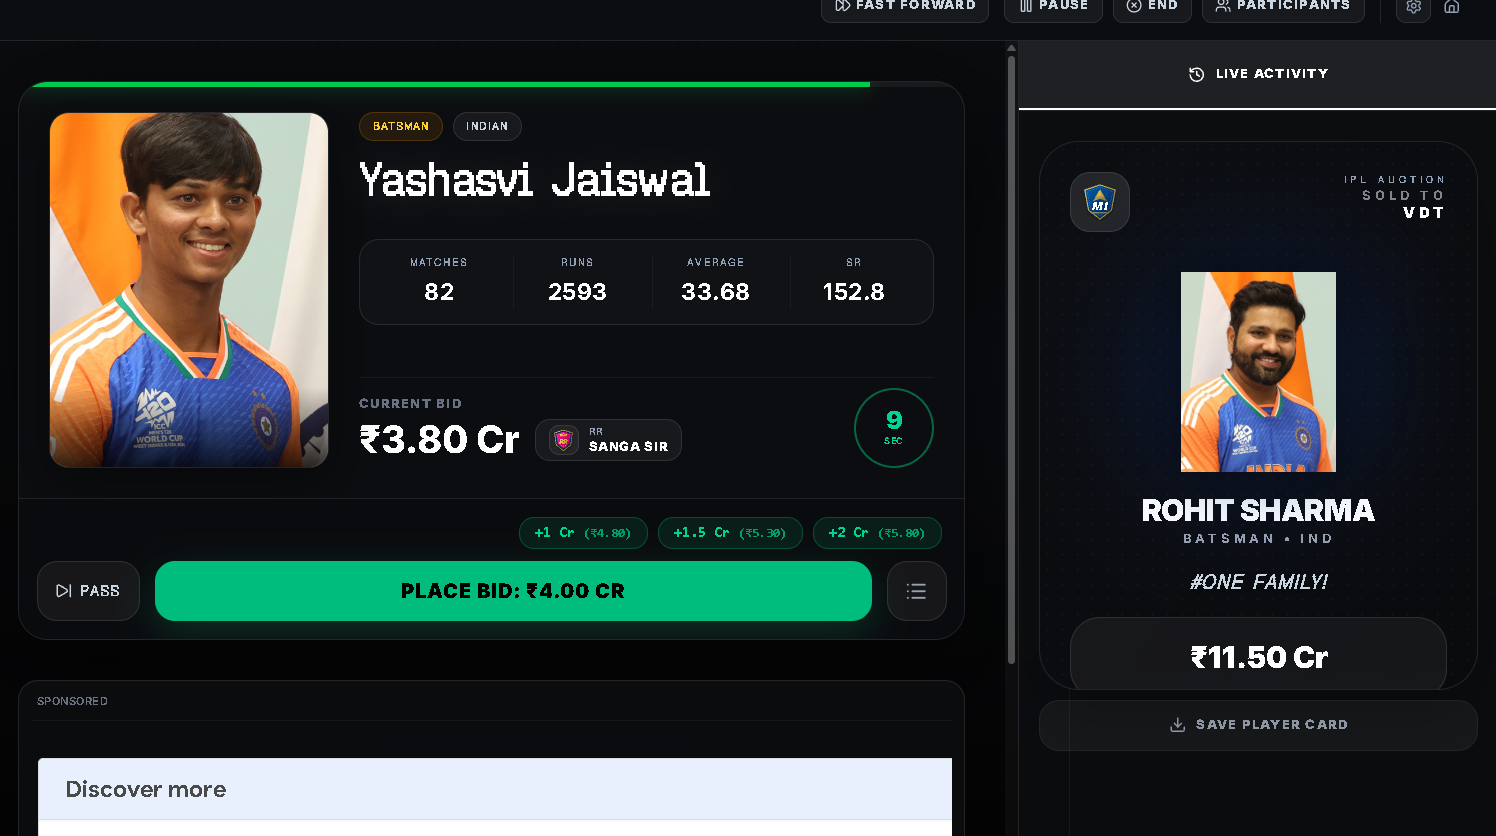 FAST FORWARD
PAUSE
END
PARTICIPANTS
BATSMAN
INDIAN
Yashasvi Jaiswal
MATCHES
RUNS
AVERAGE
SR
82
2593
33.68
152.8
CURRENT BID
₹3.80 Cr
RR
SANGA SIR
9
SEC
+1 Cr (₹4.80)
+1.5 Cr (₹5.30)
+2 Cr (₹5.80)
PASS
PLACE BID: ₹4.00 CR
SPONSORED
Discover more
LIVE ACTIVITY
MI
IPL AUCTION
SOLD TO
VDT
INDIA
ROHIT SHARMA
BATSMAN • IND
#ONE FAMILY!
₹11.50 Cr
SAVE PLAYER CARD